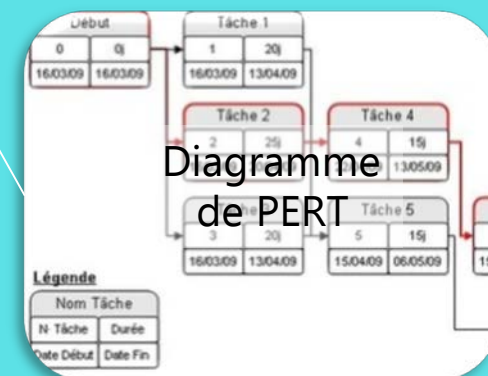 Début
0 0j
16/03/09 16/03/09
Tâche 1
1 20j
16/03/09 13/04/09
Tâche 2
2 25j
Tâche 4
4 15j
13/05/09
Diagramme
de PERT
3 20j
16/03/09 13/04/09
Tâche 5
5 15j
15/04/09 06/05/09
Légende
Nom Tâche
N· Tâche Durée
Date Début Date Fin